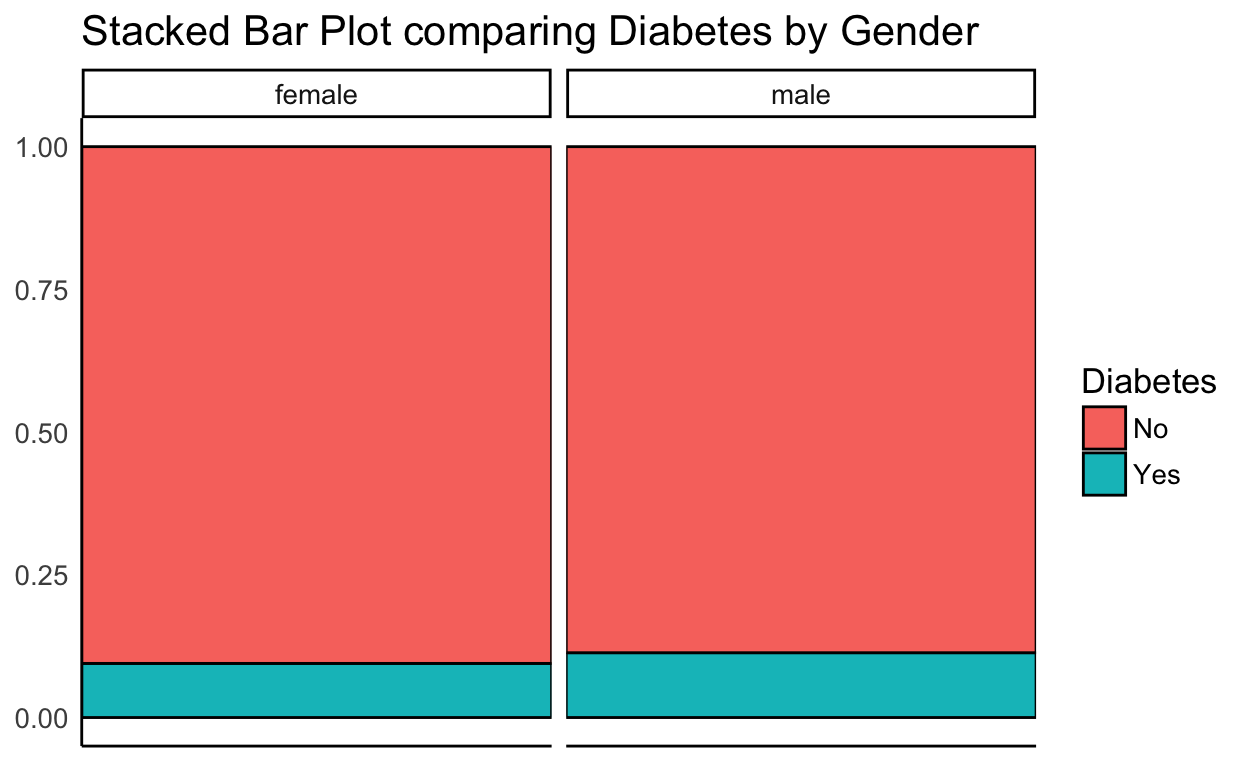 Stacked Bar Plot comparing Diabetes by Gender
female
male
1.00
0.75
0.50
0.25
0.00
Diabetes
No
Yes